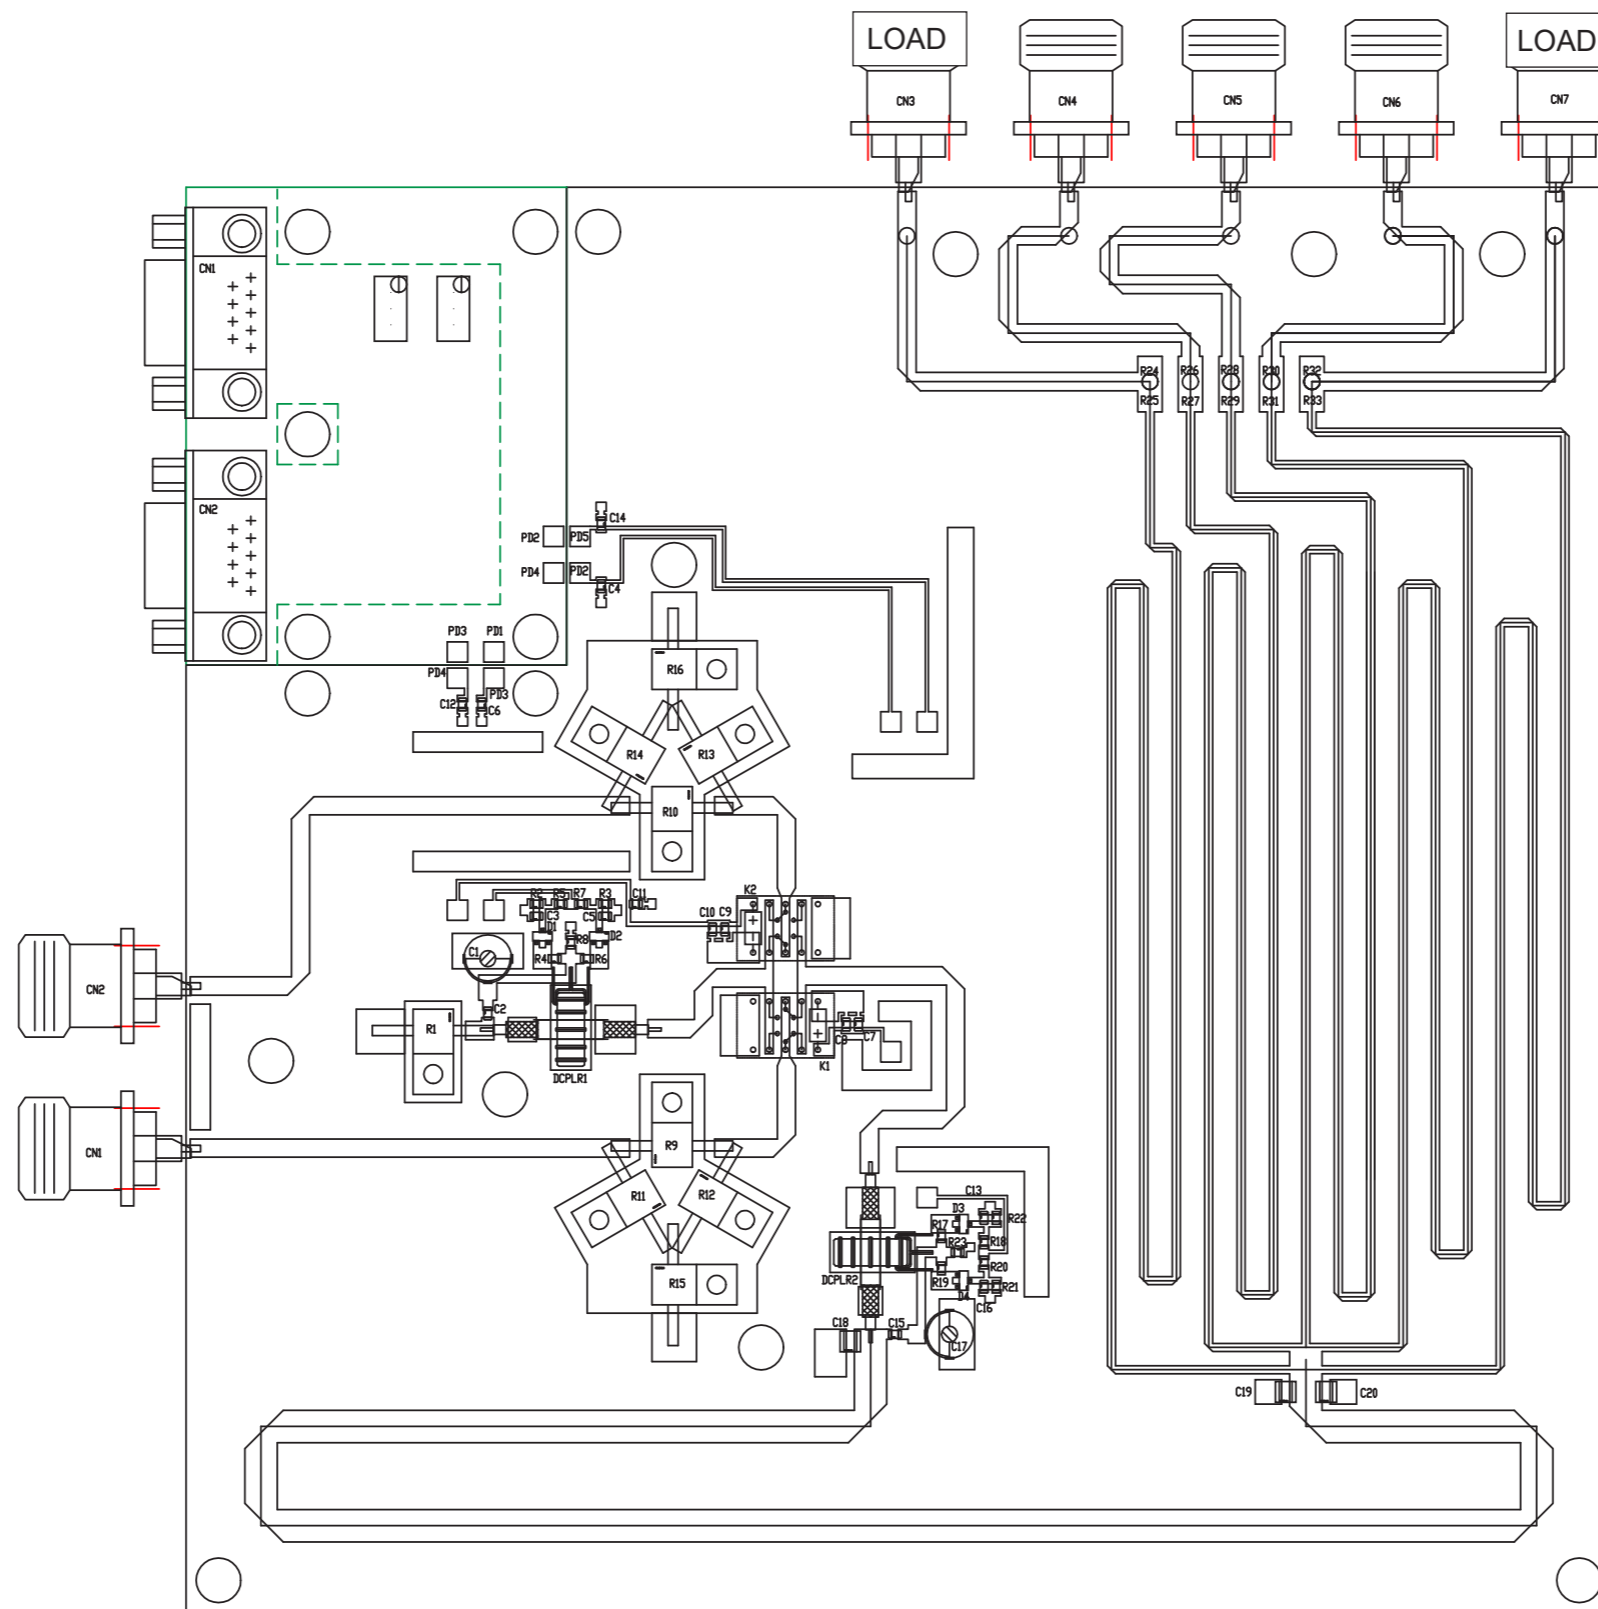 LOAD
LOAD
CN3
CN4
CN5
CN6
CN7
CN1
R24
R26
R28
R30
R32
R25
R27
R29
R31
R33
CN2
C14
PD2
PD5
PD4
PD2
C4
PD3
PD1
PD4
PD3
C12
C6
R16
R14
R13
R10
R2
R5
R7
R3
C11
K2
C3
C5
C10
C9
D1
D2
R8
C1
R4
R6
CN2
C2
R1
C8
C7
K1
DCPLR1
CN1
R9
R11
R12
C13
D3
R22
R17
R23
R18
R20
R15
DCPLR2
R19
R21
D4
C16
C18
C15
C17
C19
C20